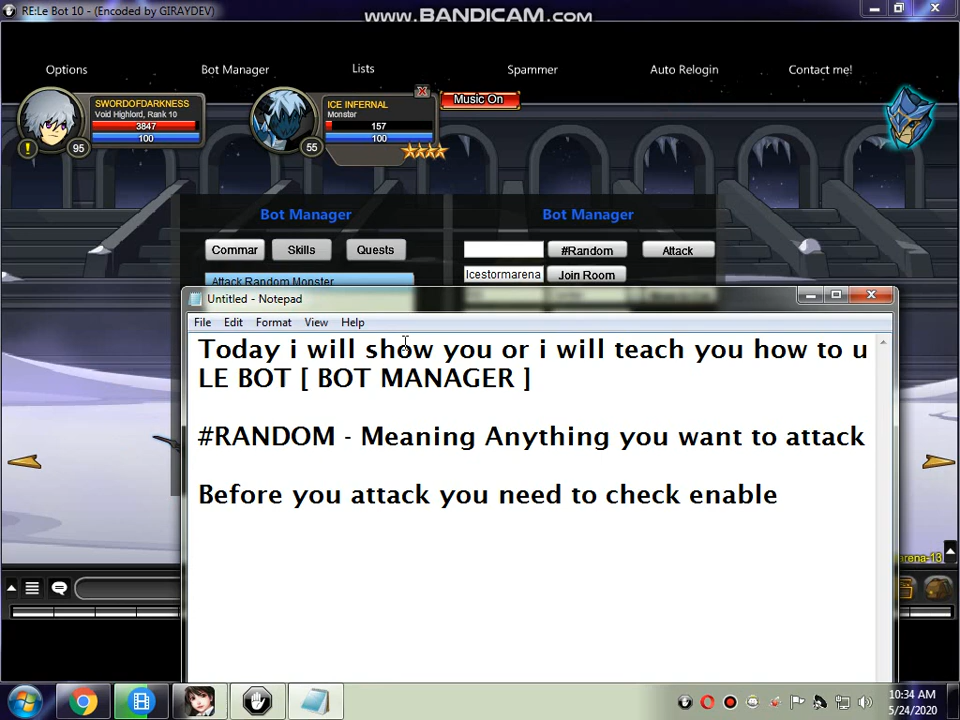 RE:Le Bot 10 - (Encoded by GIRAYDEV)
www.BANDICAM.com
Options
Bot Manager
Lists
Spammer
Auto Relogin
Contact me!
SWORDOFDARKNESS
Void Highlord, Rank 10
3847
100
95
ICE INFERNAL
Monster
157
100
55
Music On
Bot Manager
Bot Manager
Commar
Skills
Quests
#Random
Attack
Attack Random Monster
Icestormarena
Join Room
Untitled - Notepad
File Edit Format View Help
Today i will show you or i will teach you how to u
LE BOT [ BOT MANAGER ]
#RANDOM - Meaning Anything you want to attack
Before you attack you need to check enable
10:34 AM
5/24/2020